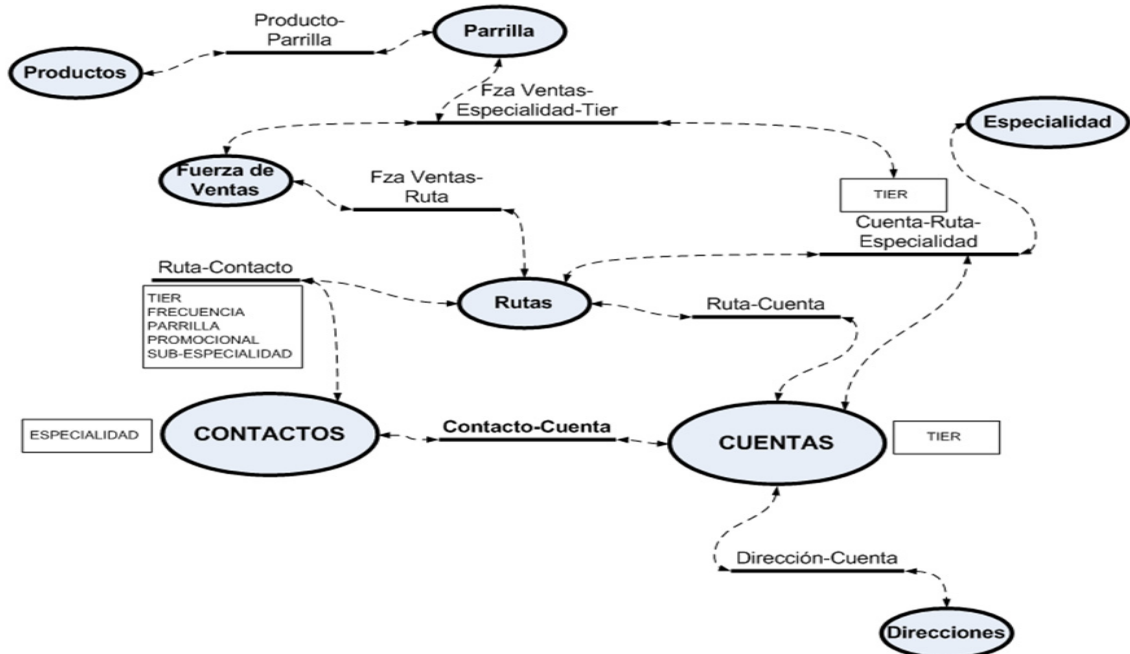 Producto-
Parrilla
Parrilla
Productos
Fza Ventas-
Especialidad-Tier
Especialidad
Fuerza de
Ventas
Fza Ventas-
Ruta
TIER
Cuenta-Ruta-
Especialidad
Ruta-Contacto
TIER
FRECUENCIA
PARRILLA
PROMOCIONAL
SUB-ESPECIALIDAD
Rutas
Ruta-Cuenta
ESPECIALIDAD
CONTACTOS
Contacto-Cuenta
CUENTAS
TIER
Dirección-Cuenta
Direcciones